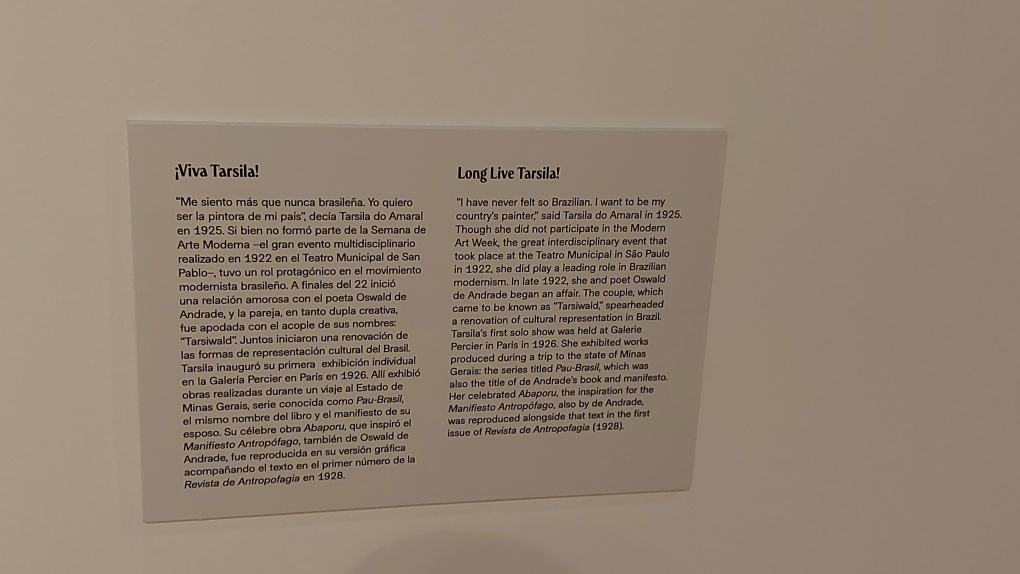 ¡Viva Tarsila!
"Me siento más que nunca brasileña. Yo quiero
ser la pintora de mi país", decía Tarsila do Amaral
en 1925. Si bien no formó parte de la Semana de
Arte Moderna –el gran evento multidisciplinario
realizado en 1922 en el Teatro Municipal de San
Pablo–, tuvo un rol protagónico en el movimiento
modernista brasileño. A finales del 22 inició
una relación amorosa con el poeta Oswald de
Andrade, y la pareja, en tanto dupla creativa,
fue apodada con el acople de sus nombres:
"Tarsiwald". Juntos iniciaron una renovación de
las formas de representación cultural del Brasil.
Tarsila inauguró su primera exhibición individual
en la Galería Percier en París en 1926. Allí exhibió
obras realizadas durante un viaje al Estado de
Minas Gerais, serie conocida como Pau-Brasil,
el mismo nombre del libro y el manifiesto de su
esposo. Su célebre obra Abaporu, que inspiró el
Manifiesto Antropófago, también de Oswald de
Andrade, fue reproducida en su versión gráfica
acompañando el texto en el primer número de la
Revista de Antropofagia en 1928.
Long Live Tarsila!
"I have never felt so Brazilian. I want to be my
country's painter," said Tarsila do Amaral in 1925.
Though she did not participate in the Modern
Art Week, the great interdisciplinary event that
took place at the Teatro Municipal in São Paulo
in 1922, she did play a leading role in Brazilian
modernism. In late 1922, she and poet Oswald
de Andrade began an affair. The couple, which
came to be known as "Tarsiwald," spearheaded
a renovation of cultural representation in Brazil.
Tarsila's first solo show was held at Galerie
Percier in Paris in 1926. She exhibited works
produced during a trip to the state of Minas
Gerais: the series titled Pau-Brasil, which was
also the title of de Andrade's book and manifesto.
Her celebrated Abaporu, the inspiration for the
Manifiesto Antropófago, also by de Andrade,
was reproduced alongside that text in the first
issue of Revista de Antropofagia (1928).